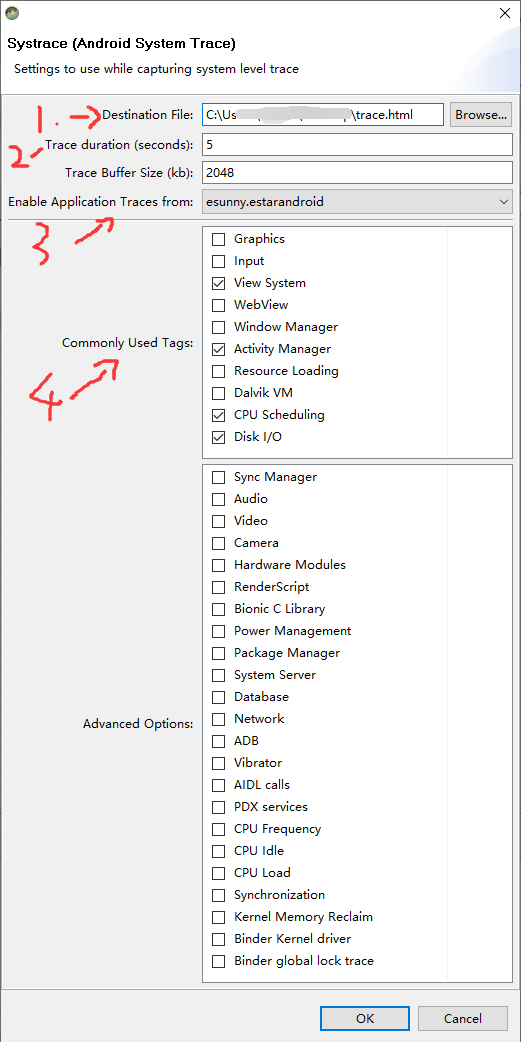 Systrace (Android System Trace)
Settings to use while capturing system level trace
1. Destination File: C:\Us \trace.html Browse...
2 Trace duration (seconds): 5
Trace Buffer Size (kb): 2048
Enable Application Traces from: esunny.estarandroid
3
Graphics
Input
View System
WebView
Window Manager
Commonly Used Tags:
Activity Manager
Resource Loading
4
Dalvik VM
CPU Scheduling
Disk I/O
Sync Manager
Audio
Video
Camera
Hardware Modules
RenderScript
Bionic C Library
Power Management
Package Manager
System Server
Database
Network
Advanced Options:
ADB
Vibrator
AIDL calls
PDX services
CPU Frequency
CPU Idle
CPU Load
Synchronization
Kernel Memory Reclaim
Binder Kernel driver
Binder global lock trace
OK Cancel